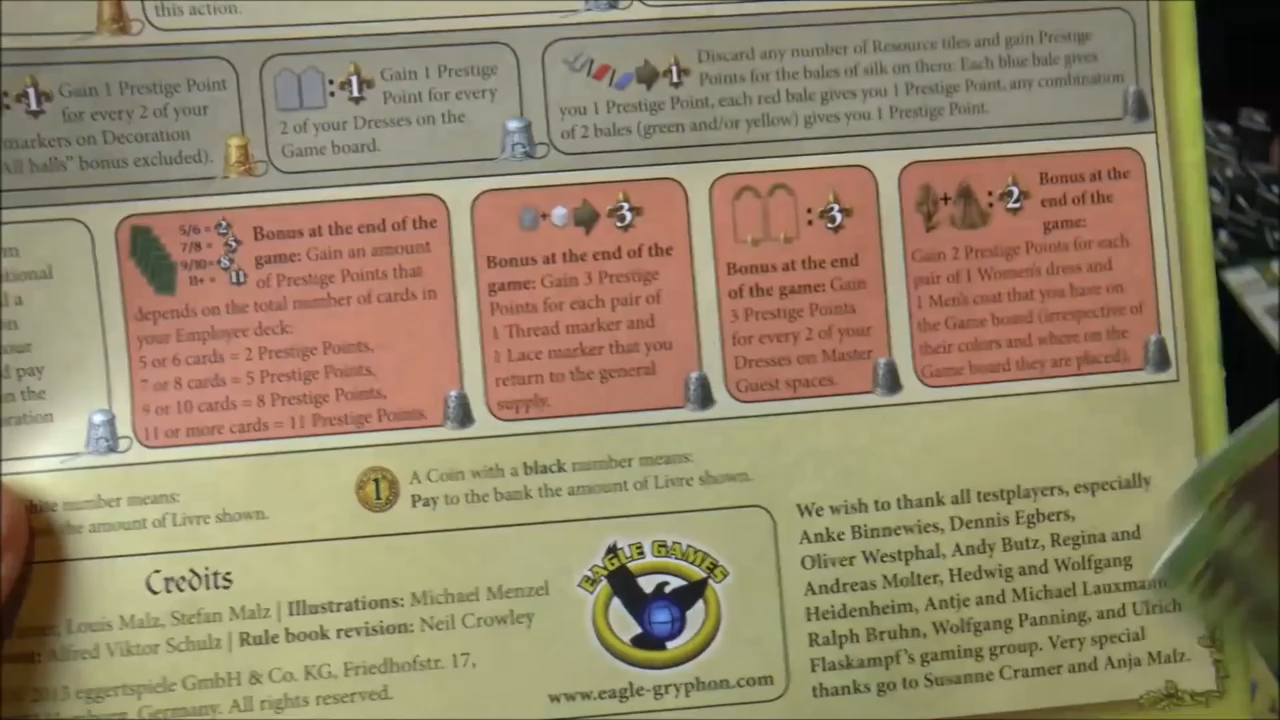 this action.
:1 Gain 1 Prestige Point
for every 2 of your
markers on Decoration
All halls" bonus excluded).
:1 Gain 1 Prestige
Point for every
2 of your Dresses on the
Game board.
1 Discard any number of Resource tiles and gain Prestige
Points for the bales of silk on them: Each blue bale gives
you 1 Prestige Point, each red bale gives you 1 Prestige Point, any combination
of 2 bales (green and/or yellow) gives you 1 Prestige Point.
5/6 = 2
7/8 = 5
9/10= 8
11+ = 11
Bonus at the end of the
game: Gain an amount
of Prestige Points that
depends on the total number of cards in
your Employee deck:
5 or 6 cards = 2 Prestige Points,
7 or 8 cards = 5 Prestige Points,
9 or 10 cards = 8 Prestige Points,
11 or more cards = 11 Prestige Points.
+ 3
Bonus at the end of the
game: Gain 3 Prestige
Points for each pair of
1 Thread marker and
1 Lace marker that you
return to the general
supply.
:3
Bonus at the end
of the game: Gain
3 Prestige Points
for every 2 of your
Dresses on Master
Guest spaces.
+ :2 Bonus at the
end of the
game:
Gain 2 Prestige Points for each
pair of 1 Women's dress and
1 Men's coat that you have on
the Game board (irrespective of
their colors and where on the
Game board they are placed).
tional
d a
our
d pay
n the
oration
number means:
the amount of Livre shown.
1 A Coin with a black number means:
Pay to the bank the amount of Livre shown.
Credits
Louis Malz, Stefan Malz | Illustrations: Michael Menzel
Alfred Viktor Schulz | Rule book revision: Neil Crowley
2013 eggertspiele GmbH & Co. KG, Friedhofstr. 17,
Germany. All rights reserved.
EAGLE GAMES
www.eagle-gryphon.com
We wish to thank all testplayers, especially
Anke Binnewies, Dennis Egbers,
Oliver Westphal, Andy Butz, Regina and
Andreas Molter, Hedwig and Wolfgang
Heidenheim, Antje and Michael Lauxmann
Ralph Bruhn, Wolfgang Panning, and Ulrich
Flaskampf's gaming group. Very special
thanks go to Susanne Cramer and Anja Malz.